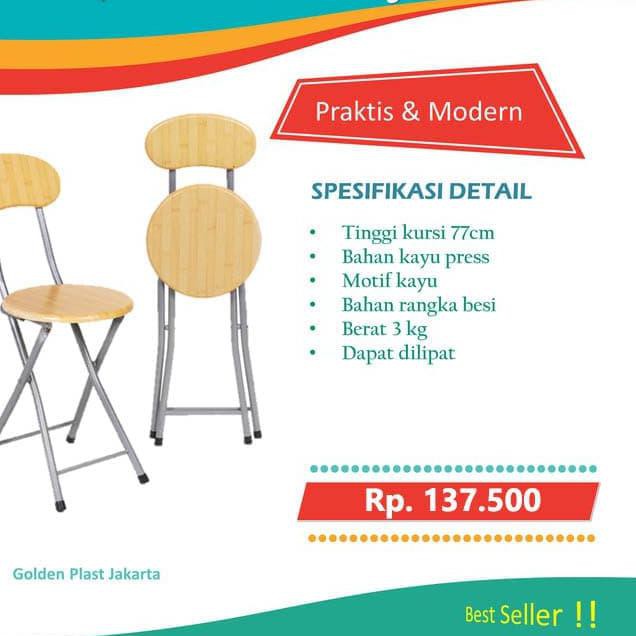 Praktis & Modern
SPESIFIKASI DETAIL
• Tinggi kursi 77cm
• Bahan kayu press
• Motif kayu
• Bahan rangka besi
• Berat 3 kg
• Dapat dilipat
Rp. 137.500
Golden Plast Jakarta
Best Seller !!